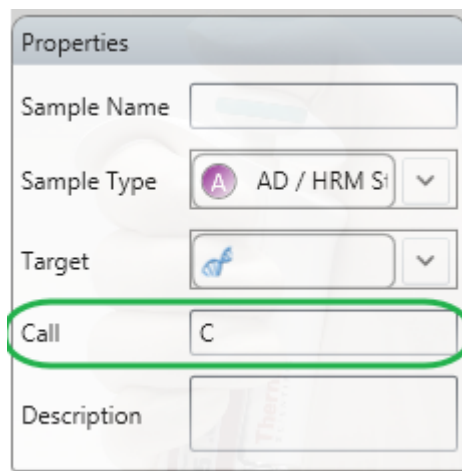 Properties
Sample Name
Sample Type A AD / HRM St
Target
Call C
Description